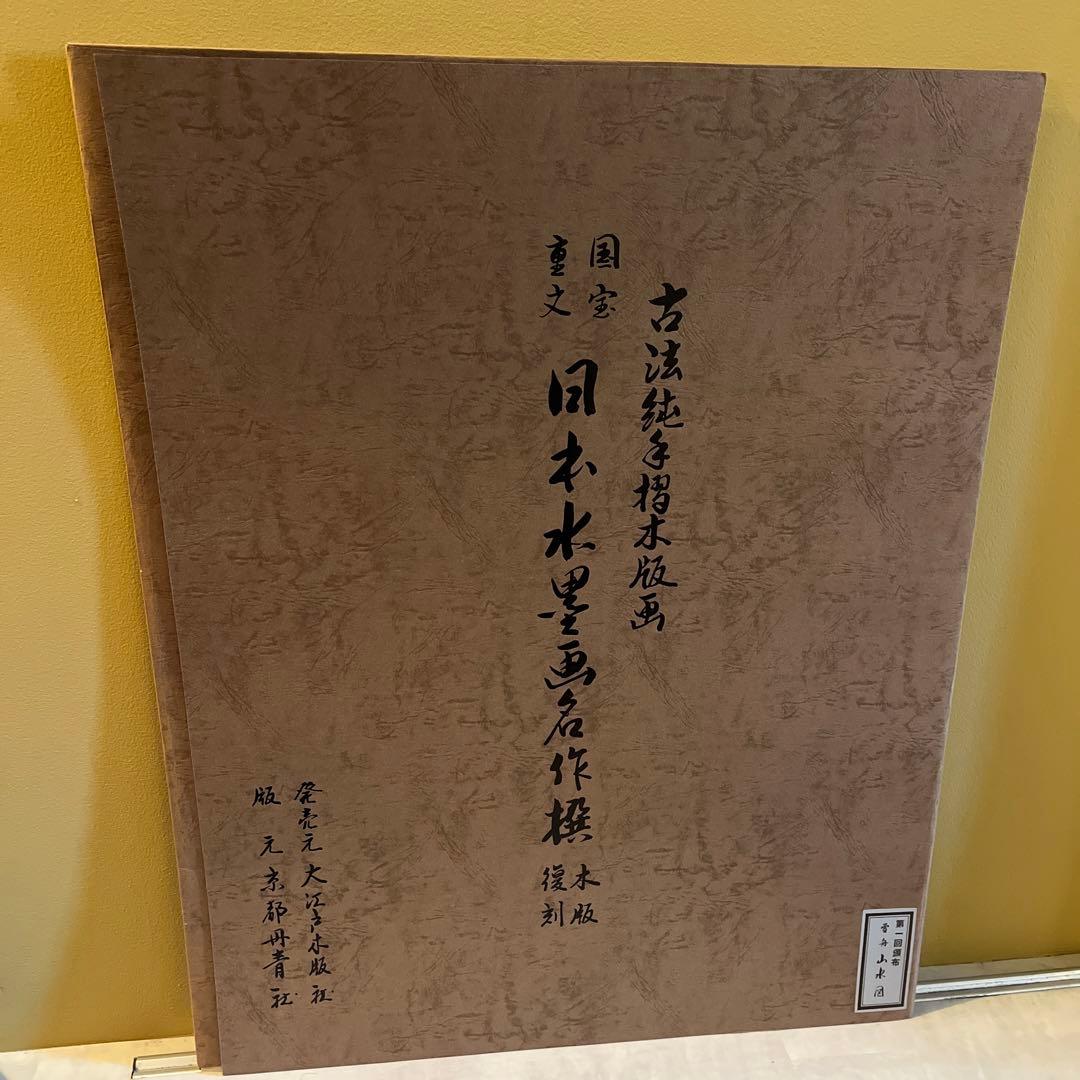 古法純手摺木版画
国宝
重文
日本水墨画名作撰
木版
復刻
発売元 大江古木版社
版元 京都丹青社
第一回頒布
雪舟 山水図